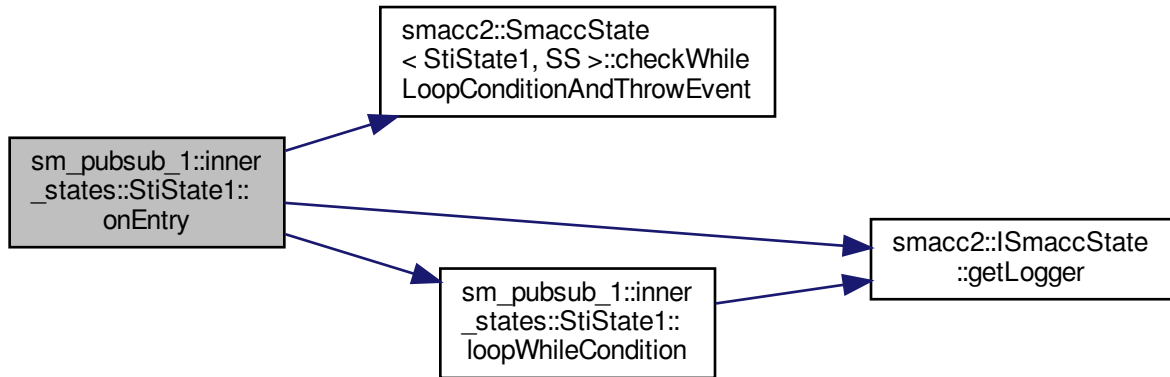 smacc2::SmaccState
< StiState1, SS >::checkWhile
LoopConditionAndThrowEvent
sm_pubsub_1::inner
_states::StiState1::
onEntry
smacc2::ISmaccState
::getLogger
sm_pubsub_1::inner
_states::StiState1::
loopWhileCondition